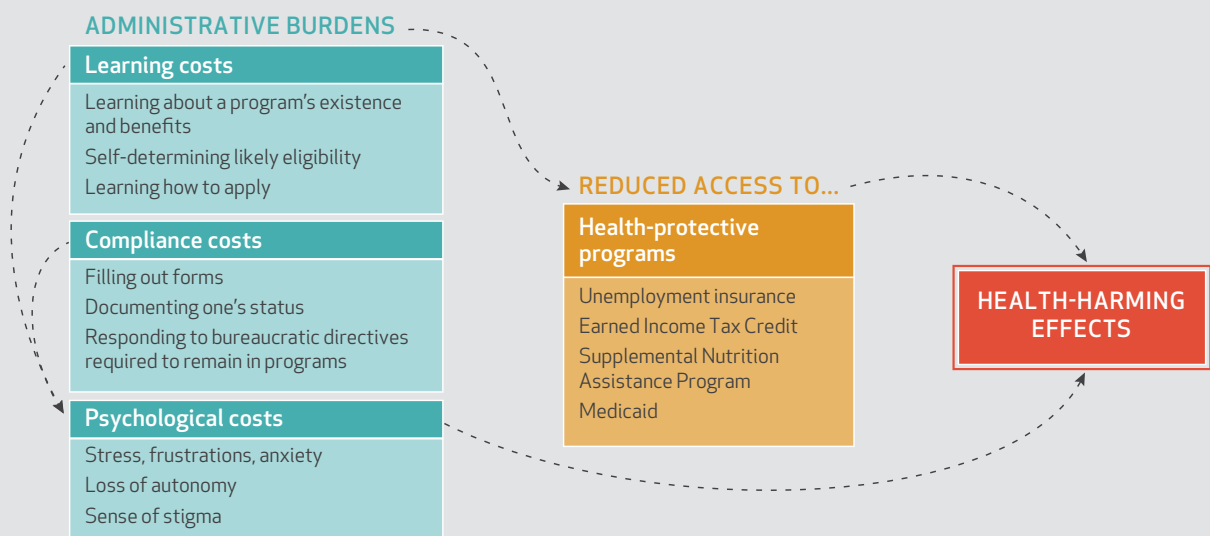 ADMINISTRATIVE BURDENS
Learning costs
Learning about a program's existence
and benefits
Self-determining likely eligibility
Learning how to apply
Compliance costs
Filling out forms
Documenting one's status
Responding to bureaucratic directives
required to remain in programs
Psychological costs
Stress, frustrations, anxiety
Loss of autonomy
Sense of stigma
REDUCED ACCESS TO...
Health-protective
programs
Unemployment insurance
Earned Income Tax Credit
Supplemental Nutrition
Assistance Program
Medicaid
HEALTH-HARMING
EFFECTS